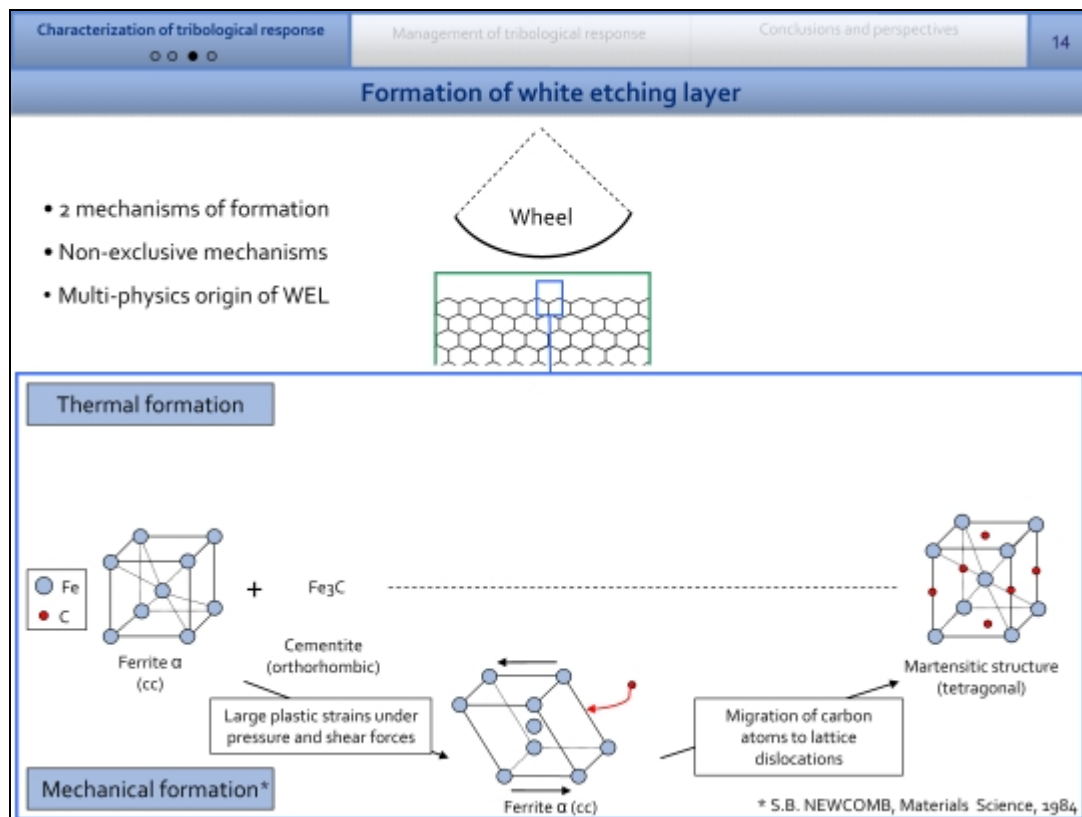 Characterization of tribological response
Management of tribological response
Conclusions and perspectives
14
Formation of white etching layer
• 2 mechanisms of formation
• Non-exclusive mechanisms
• Multi-physics origin of WEL
Wheel
Thermal formation
Fe
C
+
Fe₃C
Ferrite α
(cc)
Cementite
(orthorhombic)
Martensitic structure
(tetragonal)
Large plastic strains under
pressure and shear forces
Migration of carbon
atoms to lattice
dislocations
Mechanical formation*
Ferrite α (cc)
* S.B. NEWCOMB, Materials Science, 1984